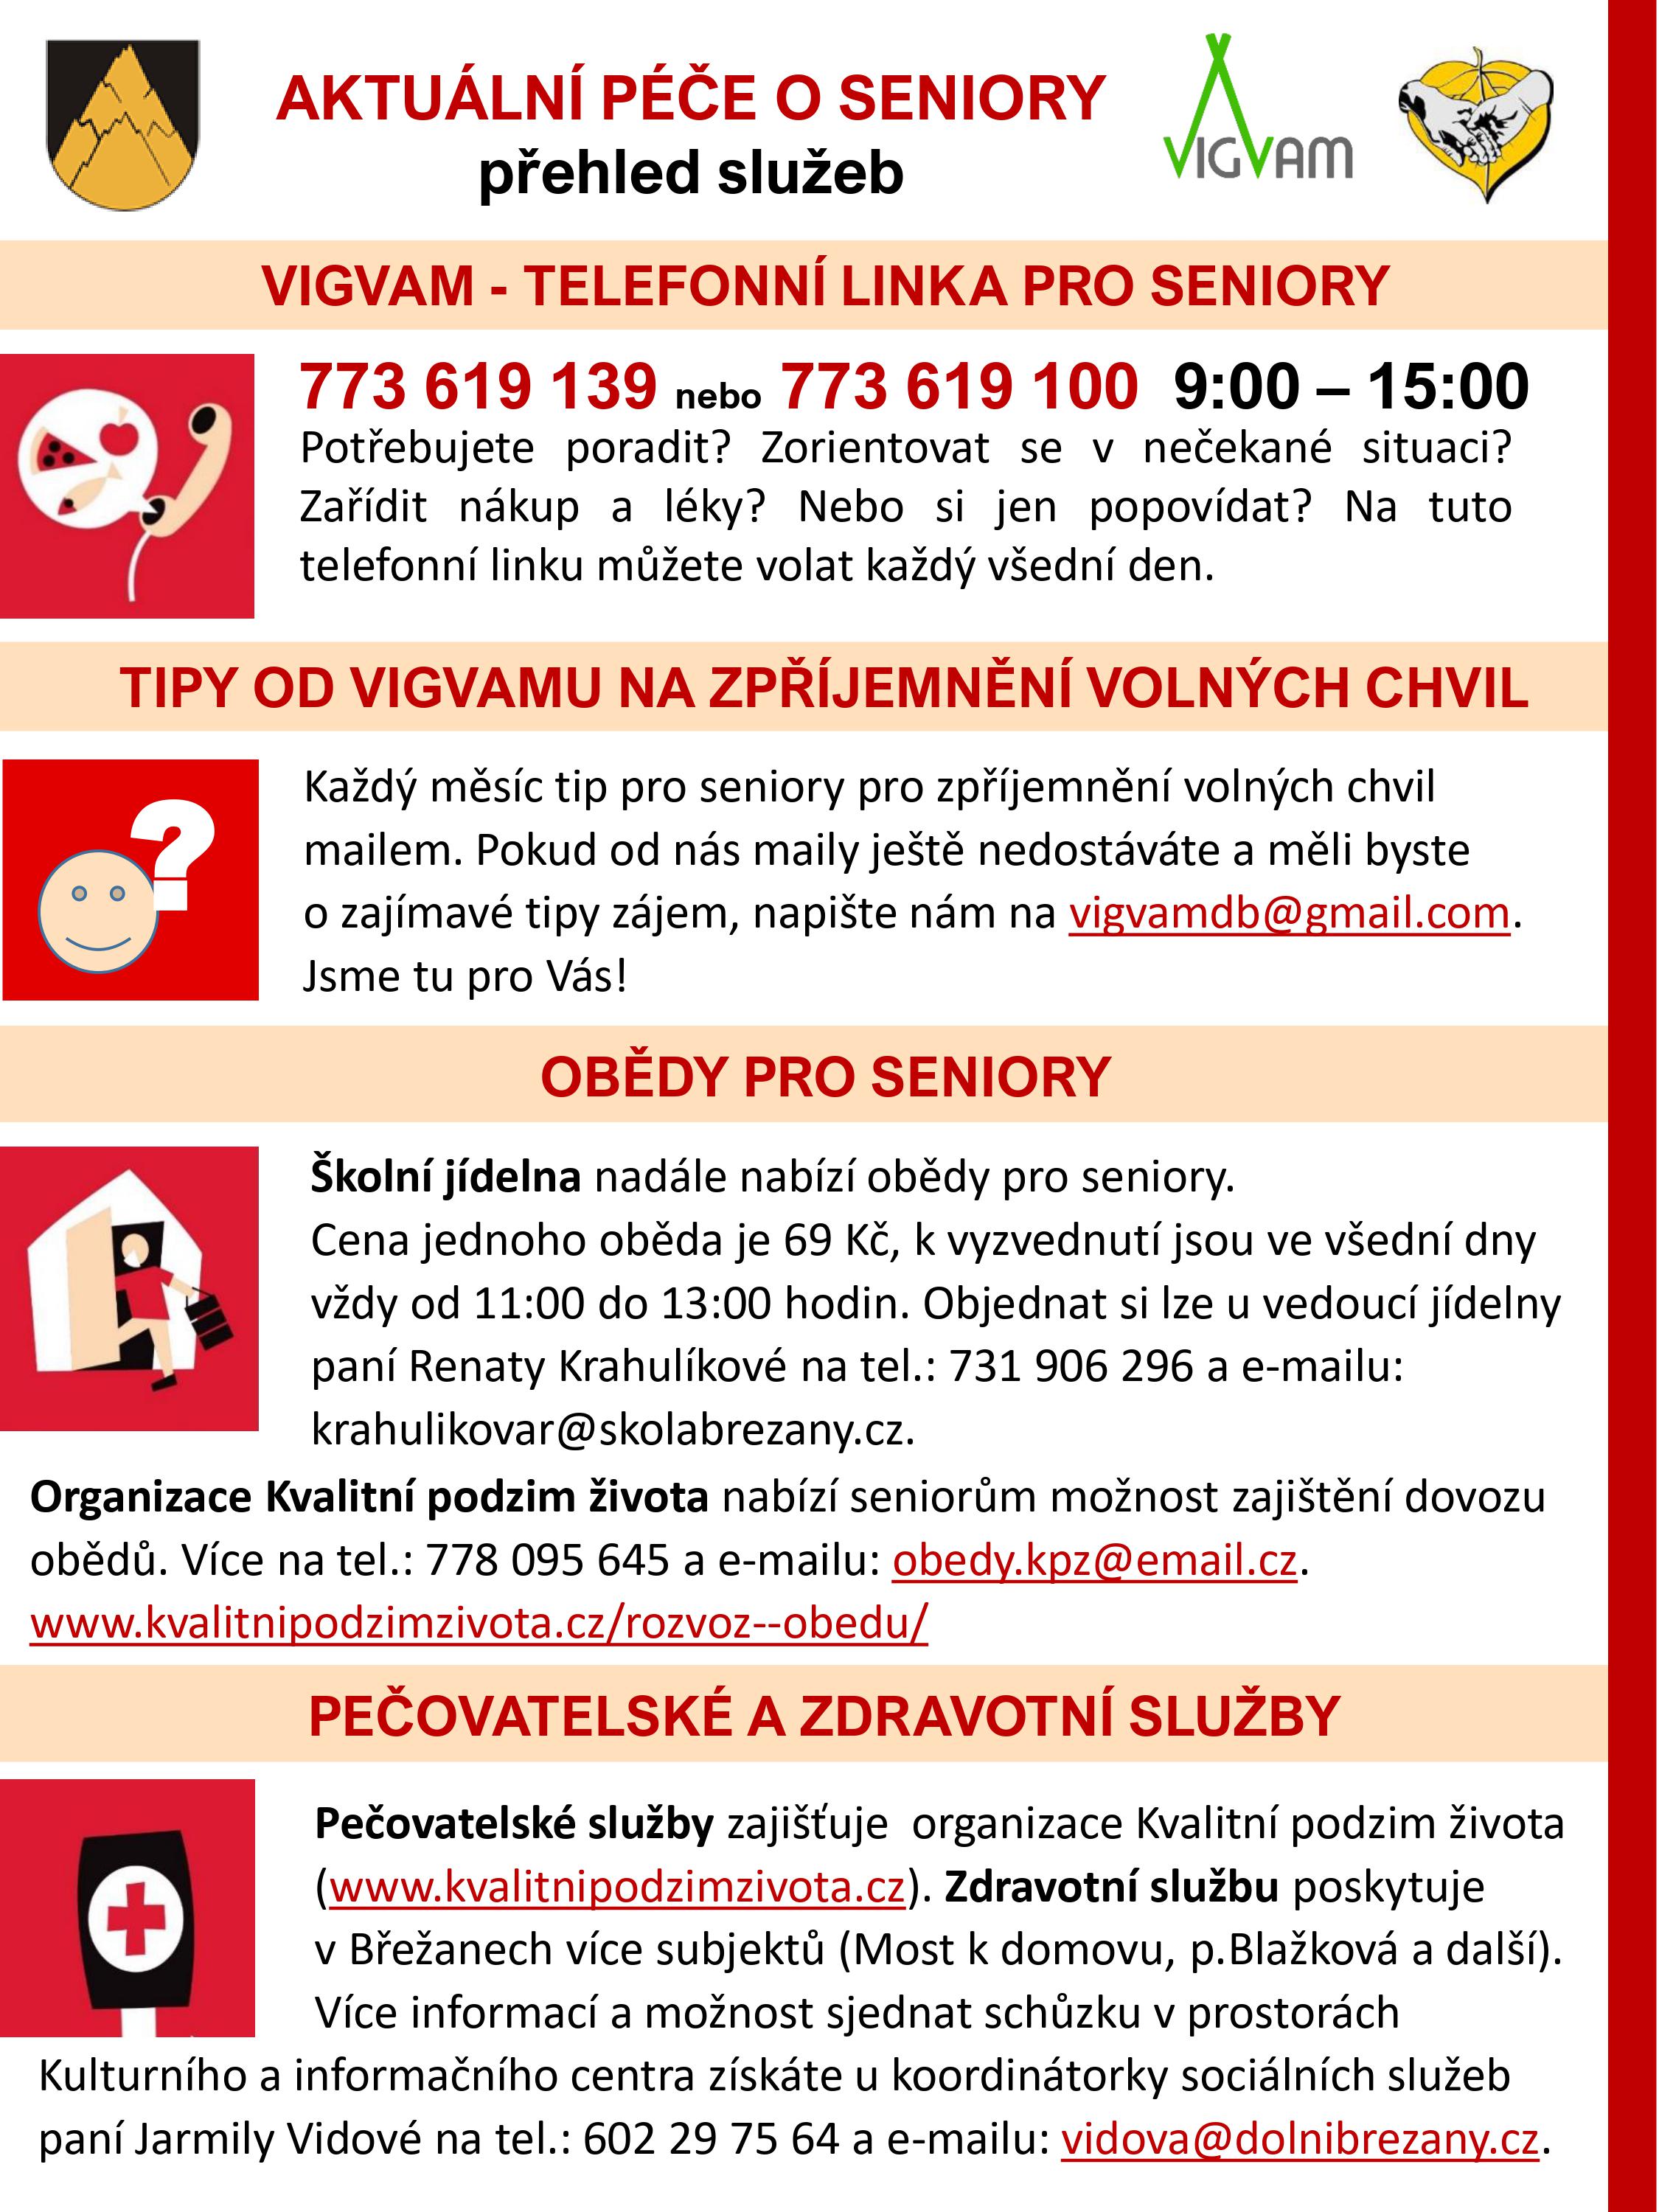 AKTUÁLNÍ PÉČE O SENIORY
přehled služeb
VIGVAM
VIGVAM - TELEFONNÍ LINKA PRO SENIORY
773 619 139 nebo 773 619 100 9:00 – 15:00
Potřebujete poradit? Zorientovat se v nečekané situaci?
Zařídit nákup a léky? Nebo si jen popovídat? Na tuto
telefonní linku můžete volat každý všední den.
TIPY OD VIGVAMU NA ZPŘÍJEMNĚNÍ VOLNÝCH CHVIL
?
Každý měsíc tip pro seniory pro zpříjemnění volných chvil
mailem. Pokud od nás maily ještě nedostáváte a měli byste
o zajímavé tipy zájem, napište nám na vigvamdb@gmail.com.
Jsme tu pro Vás!
OBĚDY PRO SENIORY
Školní jídelna nadále nabízí obědy pro seniory.
Cena jednoho oběda je 69 Kč, k vyzvednutí jsou ve všední dny
vždy od 11:00 do 13:00 hodin. Objednat si lze u vedoucí jídelny
paní Renaty Krahulíkové na tel.: 731 906 296 a e-mailu:
krahulikovar@skolabrezany.cz.
Organizace Kvalitní podzim života nabízí seniorům možnost zajištění dovozu
obědů. Více na tel.: 778 095 645 a e-mailu: obedy.kpz@email.cz.
www.kvalitnipodzimzivota.cz/rozvoz--obedu/
PEČOVATELSKÉ A ZDRAVOTNÍ SLUŽBY
Pečovatelské služby zajišťuje organizace Kvalitní podzim života
(www.kvalitnipodzimzivota.cz). Zdravotní službu poskytuje
v Břežanech více subjektů (Most k domovu, p.Blažková a další).
Více informací a možnost sjednat schůzku v prostorách
Kulturního a informačního centra získáte u koordinátorky sociálních služeb
paní Jarmily Vidové na tel.: 602 29 75 64 a e-mailu: vidova@dolnibrezany.cz.